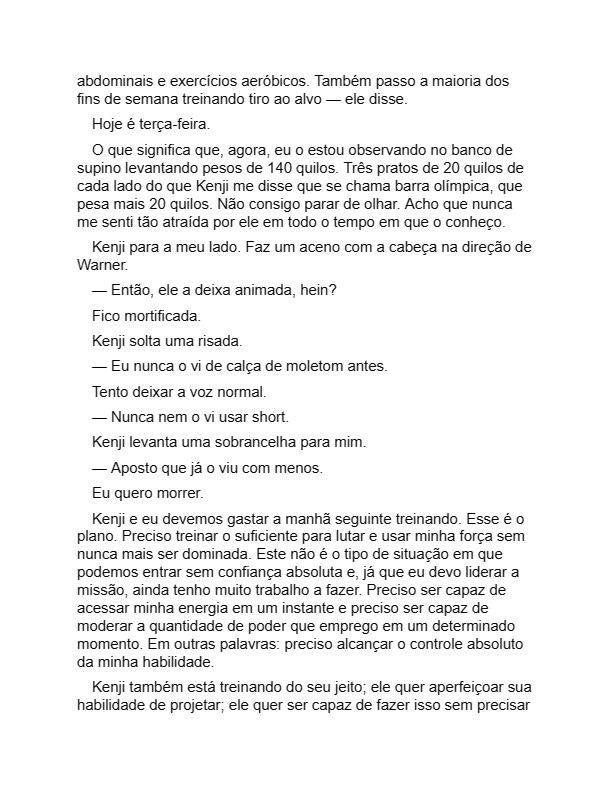 abdominais e exercícios aeróbicos. Também passo a maioria dos
fins de semana treinando tiro ao alvo — ele disse.
Hoje é terça-feira.
O que significa que, agora, eu o estou observando no banco de
supino levantando pesos de 140 quilos. Três pratos de 20 quilos de
cada lado do que Kenji me disse que se chama barra olímpica, que
pesa mais 20 quilos. Não consigo parar de olhar. Acho que nunca
me senti tão atraída por ele em todo o tempo em que o conheço.
Kenji para a meu lado. Faz um aceno com a cabeça na direção de
Warner.
— Então, ele a deixa animada, hein?
Fico mortificada.
Kenji solta uma risada.
— Eu nunca o vi de calça de moletom antes.
Tento deixar a voz normal.
— Nunca nem o vi usar short.
Kenji levanta uma sobrancelha para mim.
— Aposto que já o viu com menos.
Eu quero morrer.
Kenji e eu devemos gastar a manhã seguinte treinando. Esse é o
plano. Preciso treinar o suficiente para lutar e usar minha força sem
nunca mais ser dominada. Este não é o tipo de situação em que
podemos entrar sem confiança absoluta e, já que eu devo liderar a
missão, ainda tenho muito trabalho a fazer. Preciso ser capaz de
acessar minha energia em um instante e preciso ser capaz de
moderar a quantidade de poder que emprego em um determinado
momento. Em outras palavras: preciso alcançar o controle absoluto
da minha habilidade.
Kenji também está treinando do seu jeito; ele quer aperfeiçoar sua
habilidade de projetar; ele quer ser capaz de fazer isso sem precisar